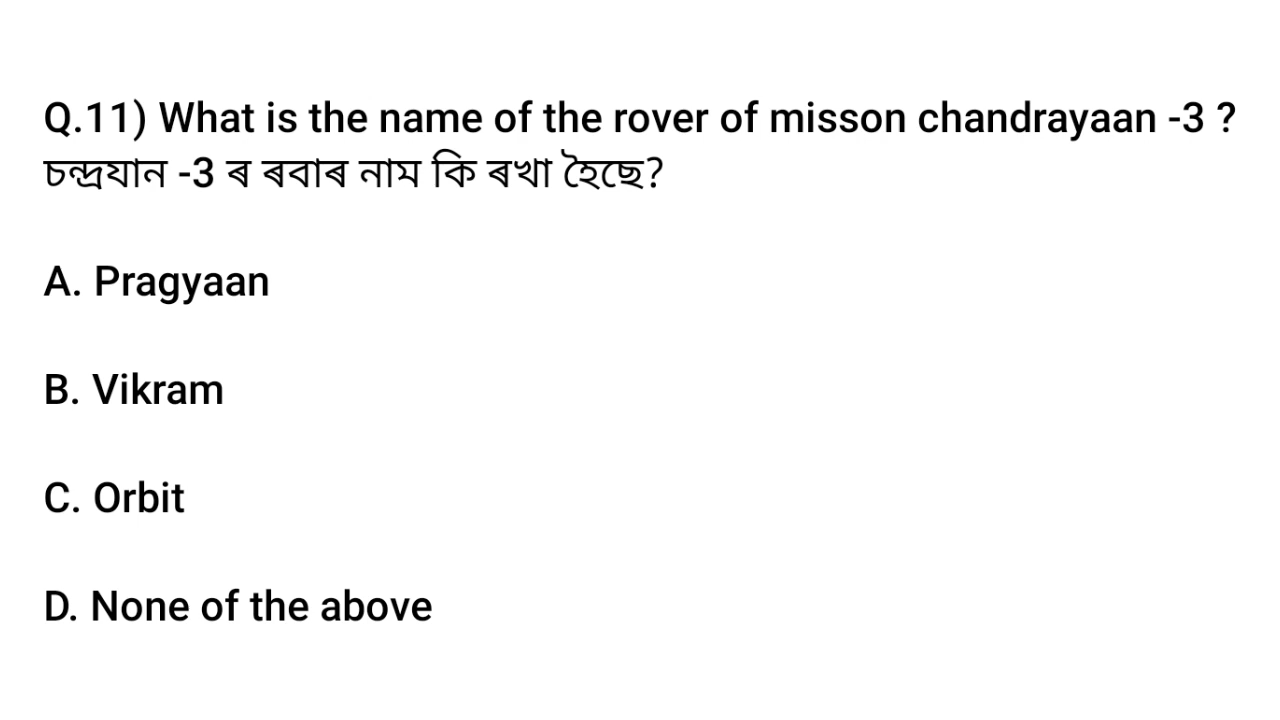 Q.11) What is the name of the rover of misson chandrayaan -3 ?
চন্দ্ৰযান -3 ৰ ৰবাৰ নাম কি ৰখা হৈছে?
A. Pragyaan
B. Vikram
C. Orbit
D. None of the above